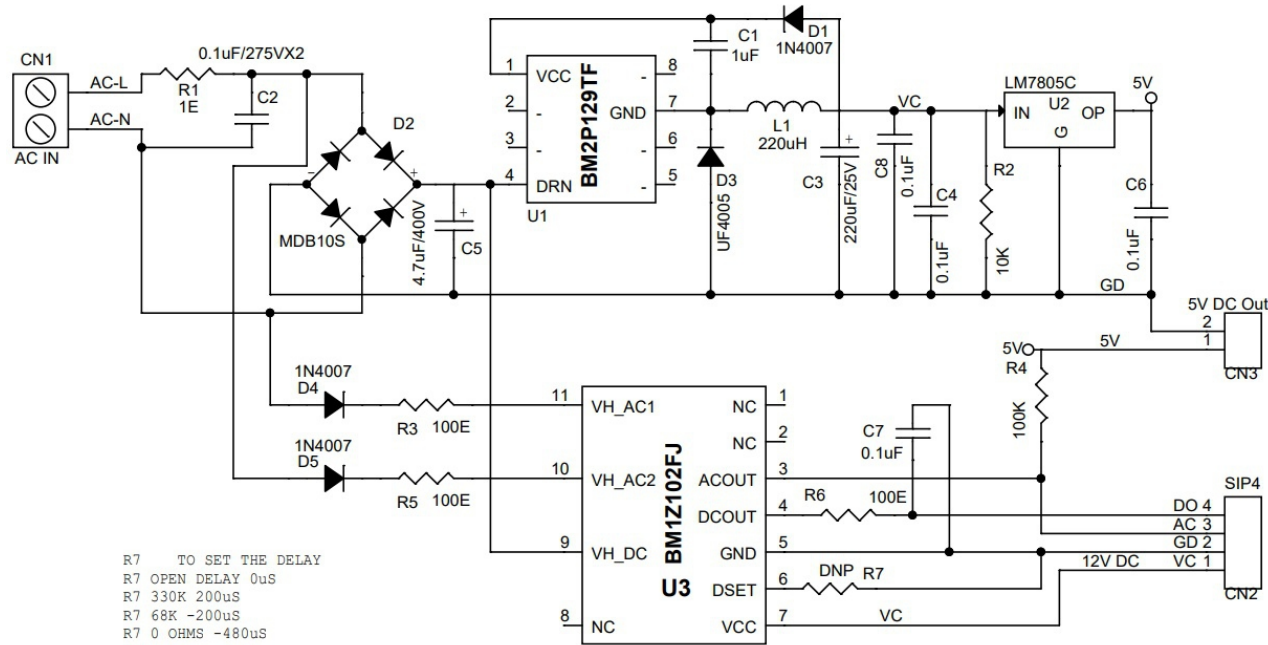 CN1
AC-L
AC-N
AC IN
R1
1E
0.1uF/275VX2
C2
D2
-
+
MDB10S
4.7uF/400V
+
C5
1 VCC
2 -
3 -
4 DRN
BM2P129TF
8 -
GND 7
6 -
5 -
U1
C1
1uF
D1
1N4007
D3
UF4005
L1
220uH
C3
+
220uF/25V
VC
C8
0.1uF
C4
0.1uF
R2
10K
LM7805C
IN U2 OP
G
5V
C6
0.1uF
GD
5V DC Out
2
1
CN3
5V
5V
R4
100K
1N4007
D4
R3 100E
1N4007
D5
R5 100E
11 VH_AC1
10 VH_AC2
9 VH_DC
8 NC
BM1Z102FJ
U3
NC 1
NC 2
ACOUT 3
DCOUT 4
GND 5
DSET 6
VCC 7
C7
0.1uF
R6 100E
DNP R7
VC
12V DC
SIP4
DO 4
AC 3
GD 2
VC 1
CN2
R7 TO SET THE DELAY
R7 OPEN DELAY 0uS
R7 330K 200uS
R7 68K -200uS
R7 0 OHMS -480uS